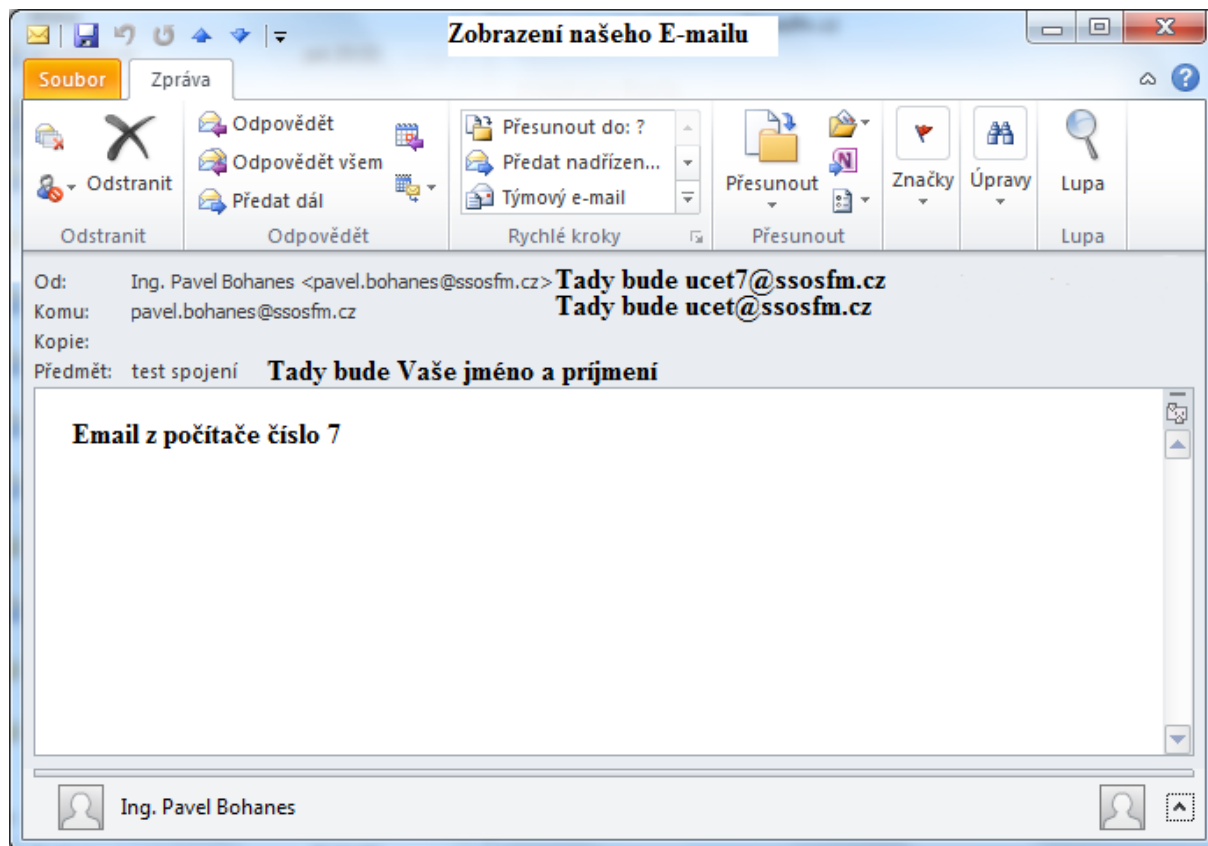 Zobrazení našeho E-mailu
Soubor Zpráva
Odstranit
Odpovědět
Odpovědět všem
Předat dál
Přesunout do: ?
Předat nadřízen...
Týmový e-mail
Přesunout
Značky
Úpravy
Lupa
Odstranit Odpovědět Rychlé kroky Přesunout Lupa
Od: Ing. Pavel Bohanes <pavel.bohanes@ssosfm.cz> Tady bude ucet7@ssosfm.cz
Komu: pavel.bohanes@ssosfm.cz Tady bude ucet@ssosfm.cz
Kopie:
Předmět: test spojení Tady bude Vaše jméno a príjmení
Email z počítače číslo 7
Ing. Pavel Bohanes